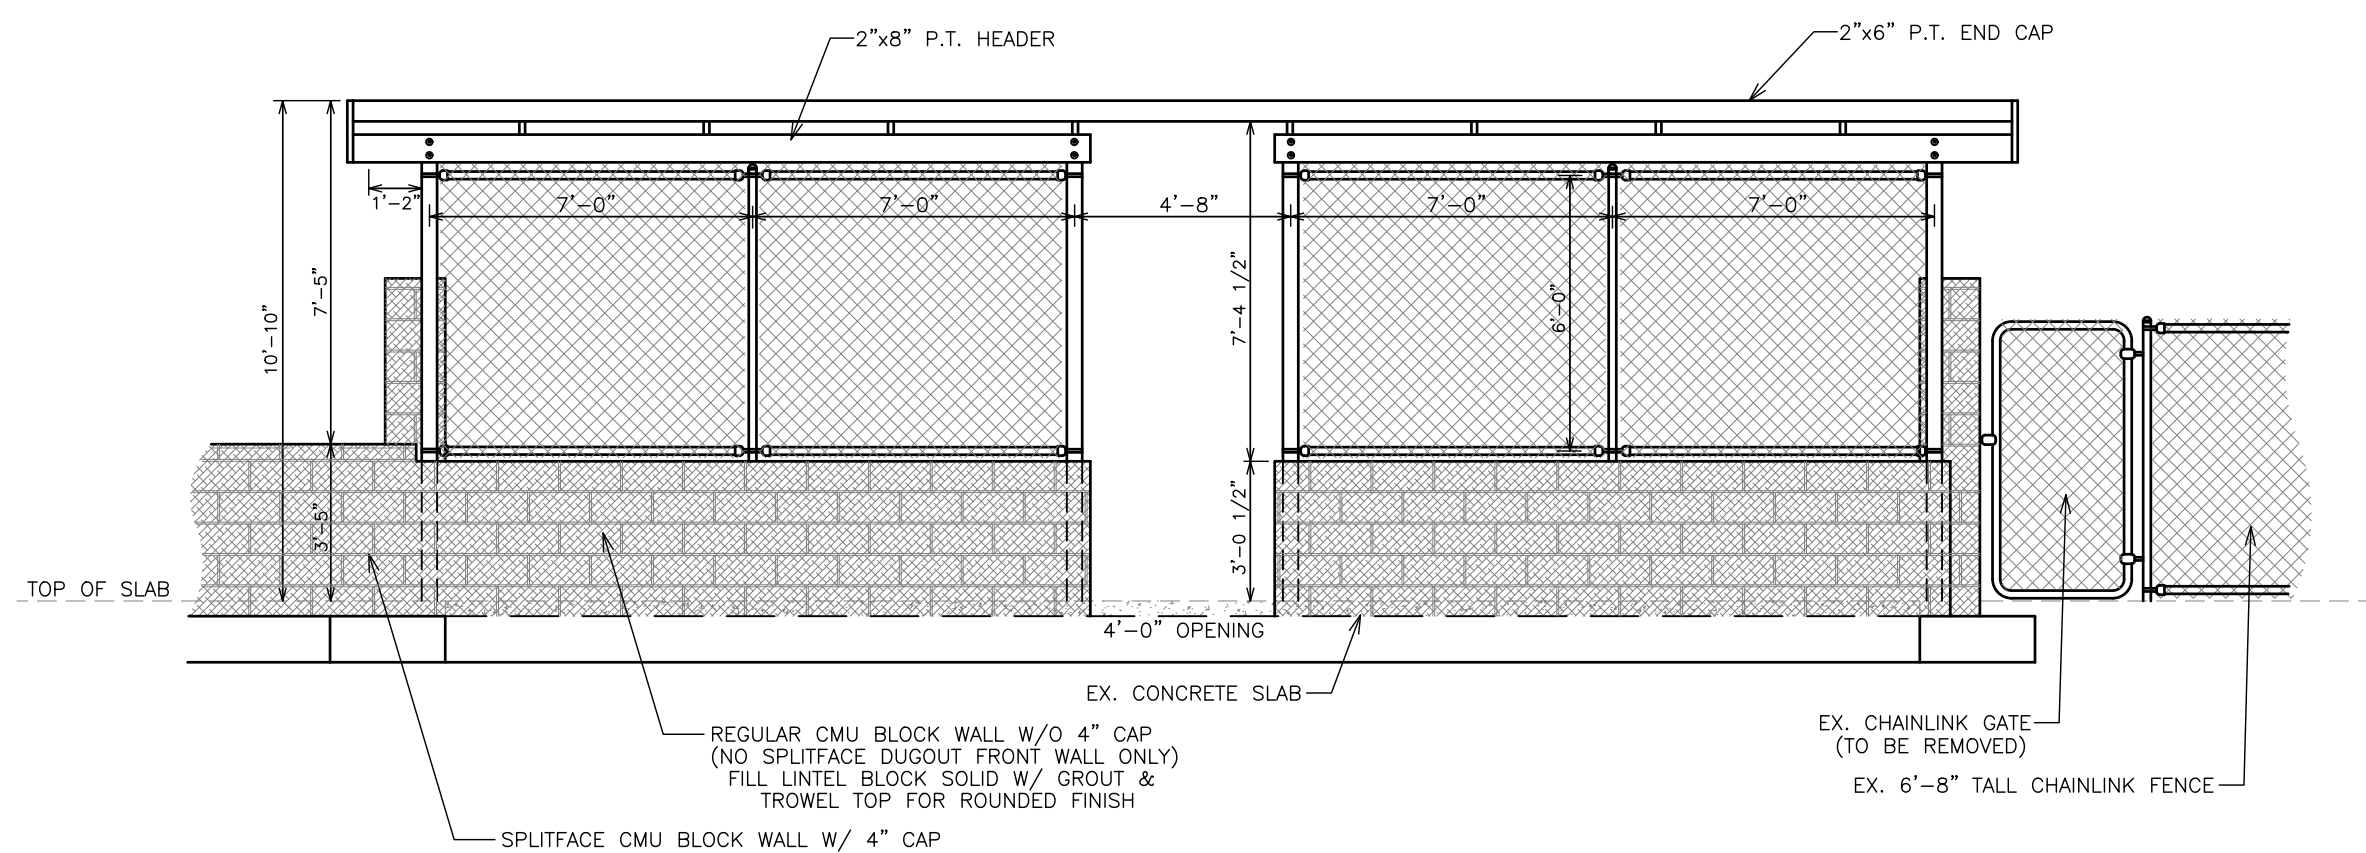 2”x8” P.T. HEADER
2”x6” P.T. END CAP
1’-2”
7’-0”
7’-0”
4’-8”
7’-0”
7’-0”
10’-10”
7’-5”
7’-4 1/2”
6’-0”
3’-5”
3’-0 1/2”
TOP OF SLAB
4’-0” OPENING
EX. CONCRETE SLAB
REGULAR CMU BLOCK WALL W/O 4” CAP
(NO SPLITFACE DUGOUT FRONT WALL ONLY)
FILL LINTEL BLOCK SOLID W/ GROUT &
TROWEL TOP FOR ROUNDED FINISH
EX. CHAINLINK GATE
(TO BE REMOVED)
EX. 6’-8” TALL CHAINLINK FENCE
SPLITFACE CMU BLOCK WALL W/ 4” CAP